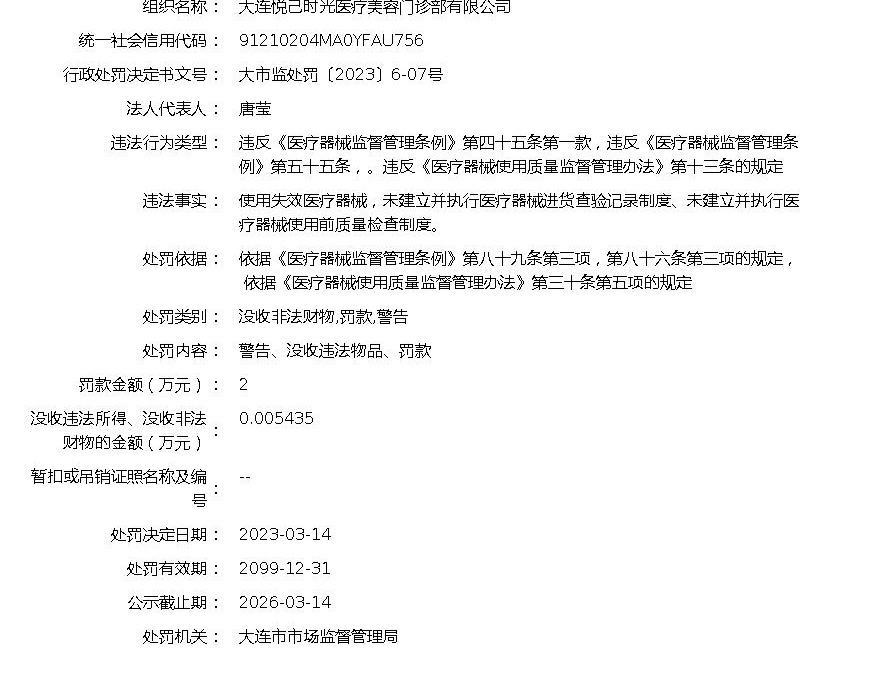 组织名称： 大连悦己时光医疗美容门诊部有限公司
统一社会信用代码： 91210204MA0YFAU756
行政处罚决定书文号： 大市监处罚〔2023〕6-07号
法人代表人： 唐莹
违法行为类型： 违反《医疗器械监督管理条例》第四十五条第一款，违反《医疗器械监督管理条
例》第五十五条，。违反《医疗器械使用质量监督管理办法》第十三条的规定
违法事实： 使用失效医疗器械，未建立并执行医疗器械进货查验记录制度、未建立并执行医
疗器械使用前质量检查制度。
处罚依据： 依据《医疗器械监督管理条例》第八十九条第三项，第八十六条第三项的规定，
依据《医疗器械使用质量监督管理办法》第三十条第五项的规定
处罚类别： 没收非法财物,罚款,警告
处罚内容： 警告、没收违法物品、罚款
罚款金额（万元）： 2
没收违法所得、没收非法
财物的金额（万元）： 0.005435
暂扣或吊销证照名称及编
号： --
处罚决定日期： 2023-03-14
处罚有效期： 2099-12-31
公示截止期： 2026-03-14
处罚机关： 大连市市场监督管理局